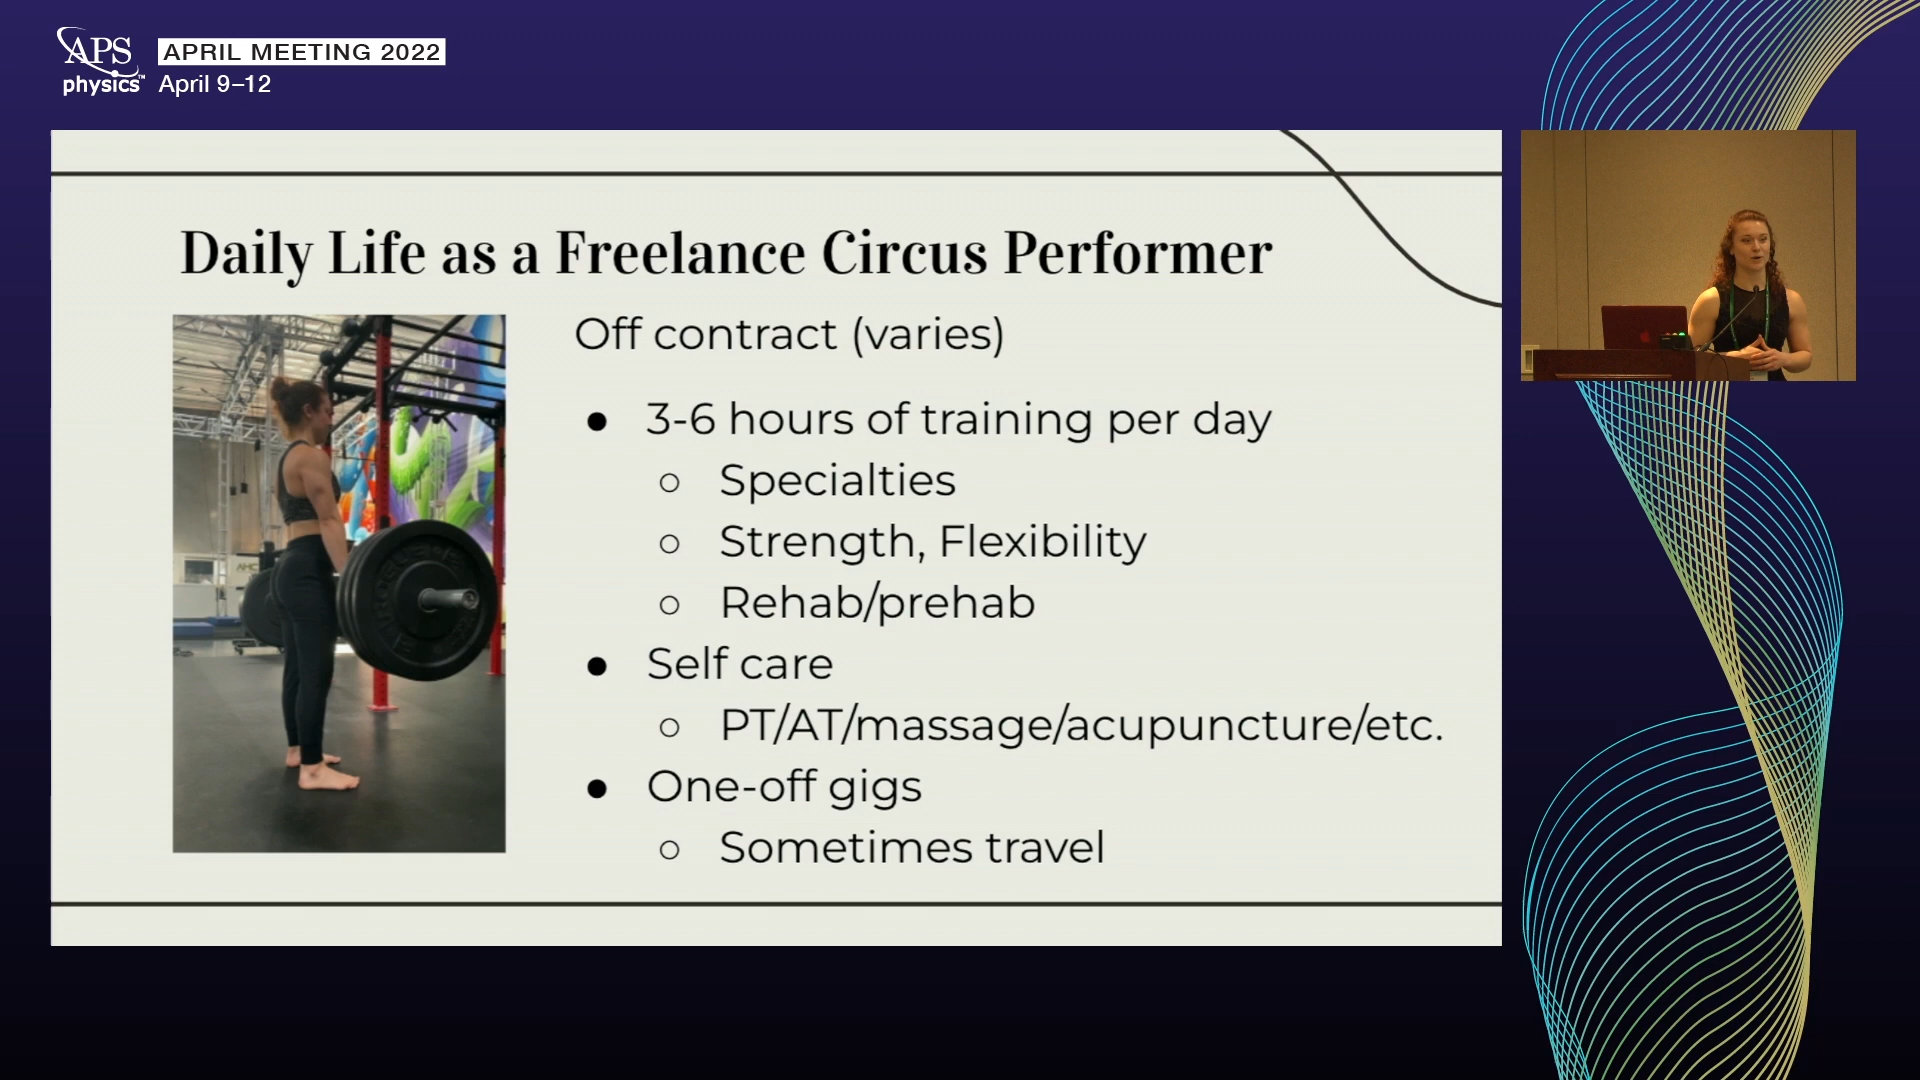 APS
physics™
APRIL MEETING 2022
April 9–12
Daily Life as a Freelance Circus Performer
Off contract (varies)
● 3-6 hours of training per day
○ Specialties
○ Strength, Flexibility
○ Rehab/prehab
● Self care
○ PT/AT/massage/acupuncture/etc.
● One-off gigs
○ Sometimes travel